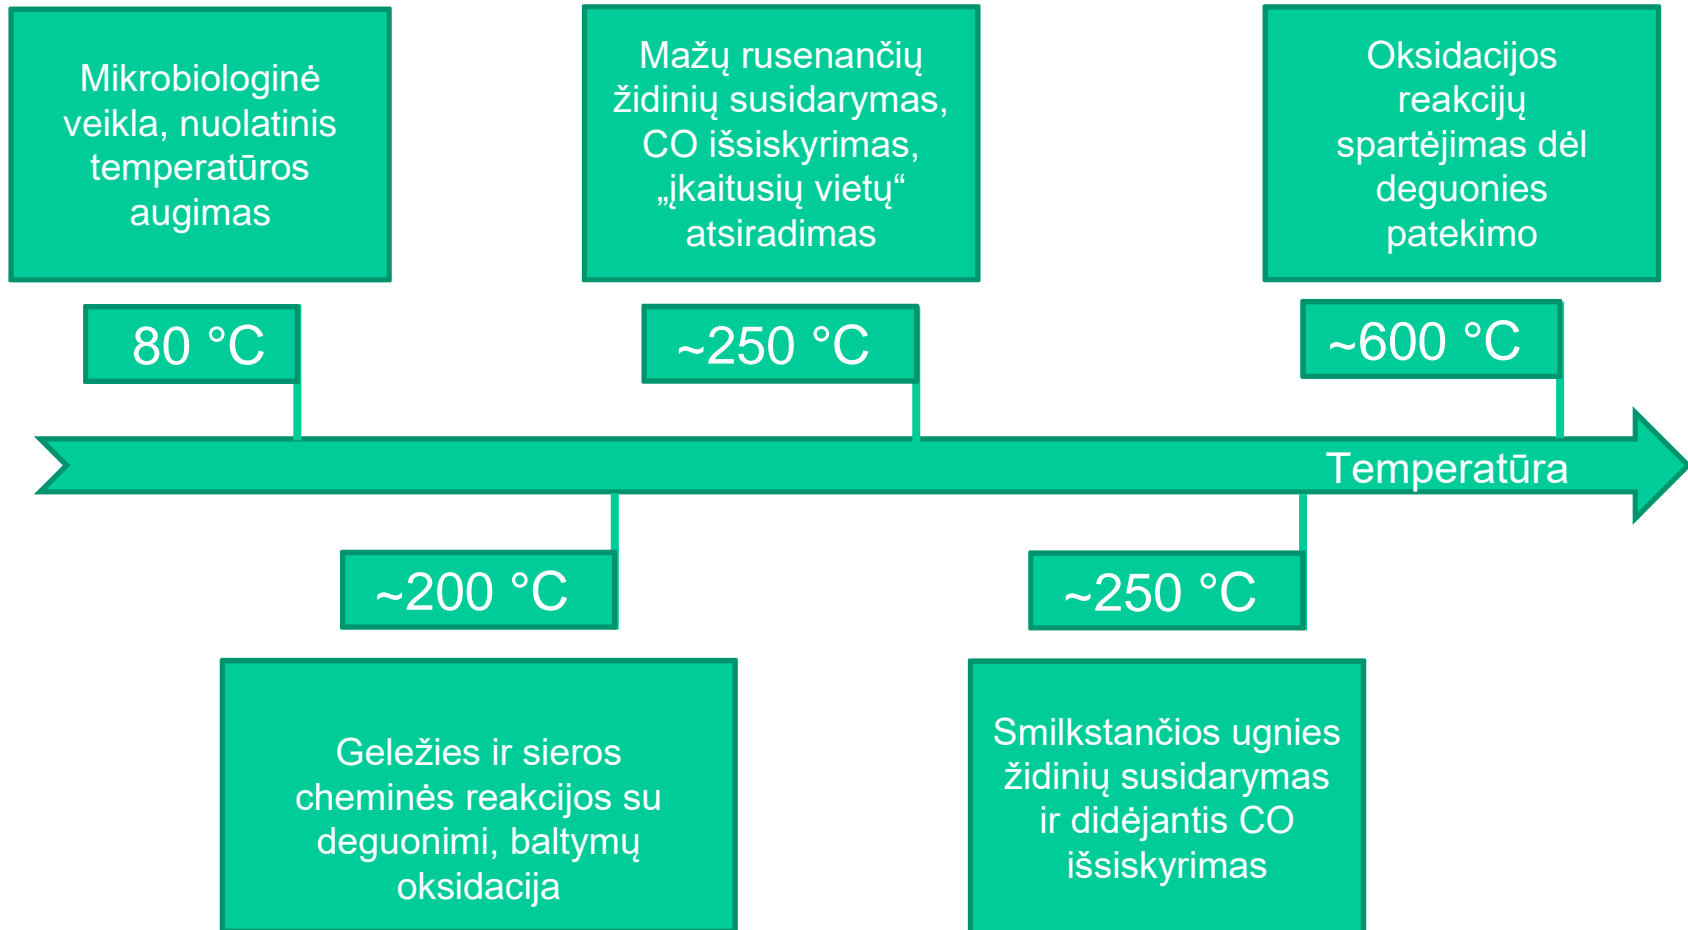 Mikrobiologinė
veikla, nuolatinis
temperatūros
augimas
80 °C
Mažų rusenančių
židinių susidarymas,
CO išsiskyrimas,
„įkaitusių vietų“
atsiradimas
~250 °C
Oksidacijos
reakcijų
spartėjimas dėl
deguonies
patekimo
~600 °C
Temperatūra
~200 °C
Geležies ir sieros
cheminės reakcijos su
deguonimi, baltymų
oksidacija
~250 °C
Smilkstančios ugnies
židinių susidarymas
ir didėjantis CO
išsiskyrimas